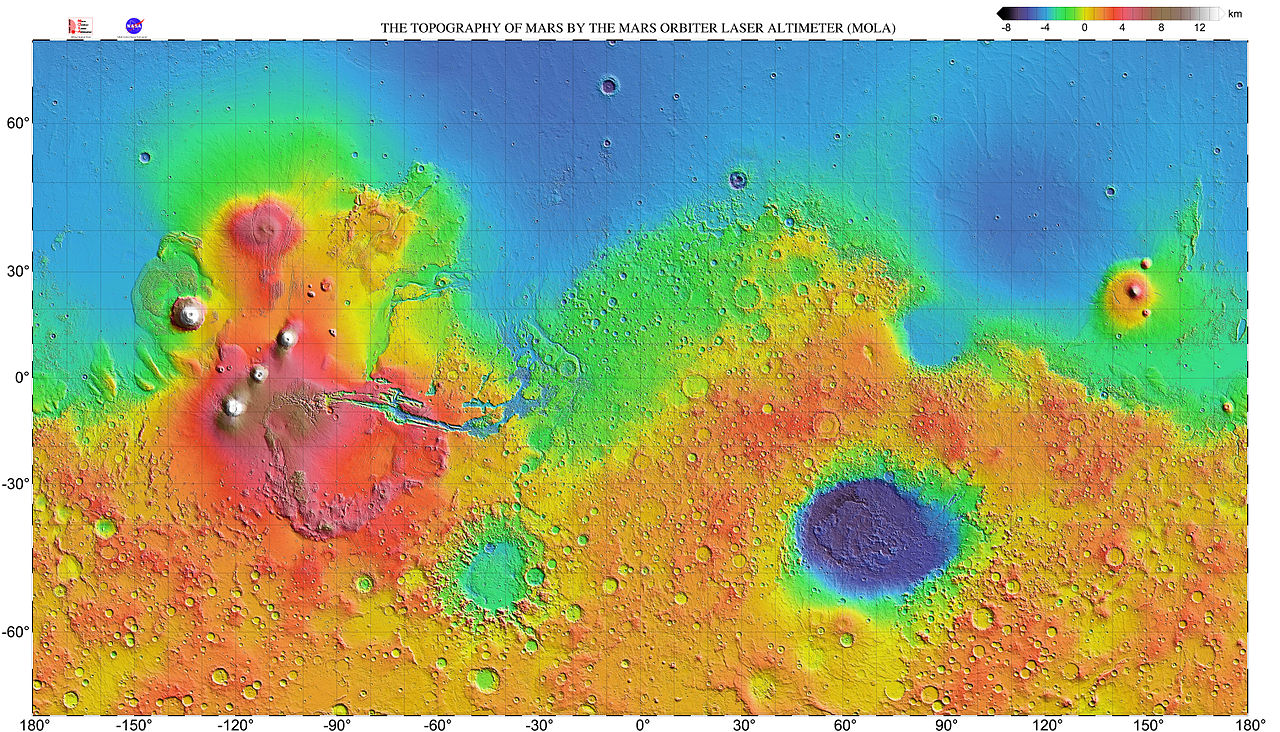 NASA
THE TOPOGRAPHY OF MARS BY THE MARS ORBITER LASER ALTIMETER (MOLA)
km
-8 -4 0 4 8 12
60°
30°
0°
-30°
-60°
180° -150° -120° -90° -60° -30° 0° 30° 60° 90° 120° 150° 180°